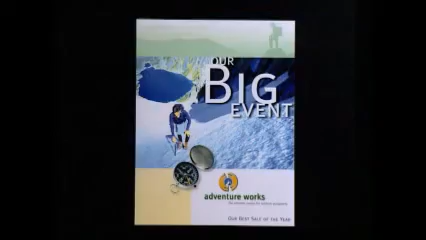 OUR
BIG
EVENT
adventure works
OUR BEST SALE OF THE YEAR